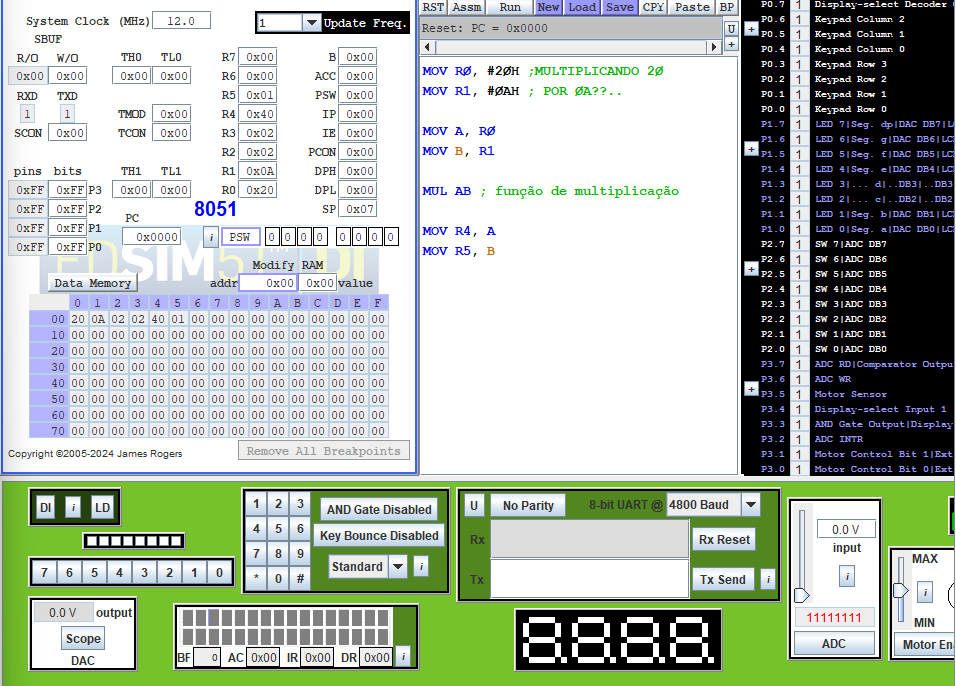 System Clock (MHz) 12.0 1 Update Freq.
SBUF
R/O W/O TH0 TL0 R7 0x00 B 0x00
0x00 0x00 0x00 0x00 R6 0x00 ACC 0x00
RXD TXD R5 0x01 PSW 0x00
1 1 TMOD 0x00 R4 0x40 IP 0x00
SCON 0x00 TCON 0x00 R3 0x02 IE 0x00
R2 0x02 PCON 0x00
pins bits TH1 TL1 R1 0x0A DPH 0x00
0xFF 0xFF P3 0x00 0x00 R0 0x20 DPL 0x00
0xFF 0xFF P2 8051 SP 0x07
0xFF 0xFF P1 PC
0xFF 0xFF P0 0x0000 i PSW 0 0 0 0 0 0 0 0
EDSIM51 DI
Modify RAM
Data Memory addr 0x00 0x00 value
0 1 2 3 4 5 6 7 8 9 A B C D E F
00 20 0A 02 02 40 01 00 00 00 00 00 00 00 00 00 00
10 00 00 00 00 00 00 00 00 00 00 00 00 00 00 00 00
20 00 00 00 00 00 00 00 00 00 00 00 00 00 00 00 00
30 00 00 00 00 00 00 00 00 00 00 00 00 00 00 00 00
40 00 00 00 00 00 00 00 00 00 00 00 00 00 00 00 00
50 00 00 00 00 00 00 00 00 00 00 00 00 00 00 00 00
60 00 00 00 00 00 00 00 00 00 00 00 00 00 00 00 00
70 00 00 00 00 00 00 00 00 00 00 00 00 00 00 00 00
Copyright ©2005-2024 James Rogers Remove All Breakpoints
RST Assm Run New Load Save CPY Paste BP
Reset: PC = 0x0000 U
+
MOV R0, #20H ;MULTIPLICANDO 20
MOV R1, #0AH ; POR 0A??..
MOV A, R0
MOV B, R1
MUL AB ; função de multiplicação
MOV R4, A
MOV R5, B
P0.7 1 Display-select Decoder
P0.6 1 Keypad Column 2
+ P0.5 1 Keypad Column 1
P0.4 1 Keypad Column 0
P0.3 1 Keypad Row 3
P0.2 1 Keypad Row 2
P0.1 1 Keypad Row 1
P0.0 1 Keypad Row 0
P1.7 1 LED 7|Seg. dp|DAC DB7|LC
P1.6 1 LED 6|Seg. g|DAC DB6|LCD
+ P1.5 1 LED 5|Seg. f|DAC DB5|LCD
P1.4 1 LED 4|Seg. e|DAC DB4|LCD
P1.3 1 LED 3|... d|..DB3|..DB3
P1.2 1 LED 2|... c|..DB2|..DB2
P1.1 1 LED 1|Seg. b|DAC DB1|LCD
P1.0 1 LED 0|Seg. a|DAC DB0|LCD
P2.7 1 SW 7|ADC DB7
P2.6 1 SW 6|ADC DB6
+ P2.5 1 SW 5|ADC DB5
P2.4 1 SW 4|ADC DB4
P2.3 1 SW 3|ADC DB3
P2.2 1 SW 2|ADC DB2
P2.1 1 SW 1|ADC DB1
P2.0 1 SW 0|ADC DB0
P3.7 1 ADC RD|Comparator Outpu
P3.6 1 ADC WR
+ P3.5 1 Motor Sensor
P3.4 1 Display-select Input 1
P3.3 1 AND Gate Output|Display
P3.2 1 ADC INTR
P3.1 1 Motor Control Bit 1|Ext
P3.0 1 Motor Control Bit 0|Ext
DI i LD
7 6 5 4 3 2 1 0
0.0 V output
Scope
DAC
1 2 3 AND Gate Disabled
4 5 6 Key Bounce Disabled
7 8 9 Standard i
* 0 #
BF 0 AC 0x00 IR 0x00 DR 0x00 i
U No Parity 8-bit UART @ 4800 Baud
Rx Rx Reset
Tx Tx Send i
8.8.8.8.
0.0 V
input
i
11111111
ADC
MAX
i
MIN
Motor En